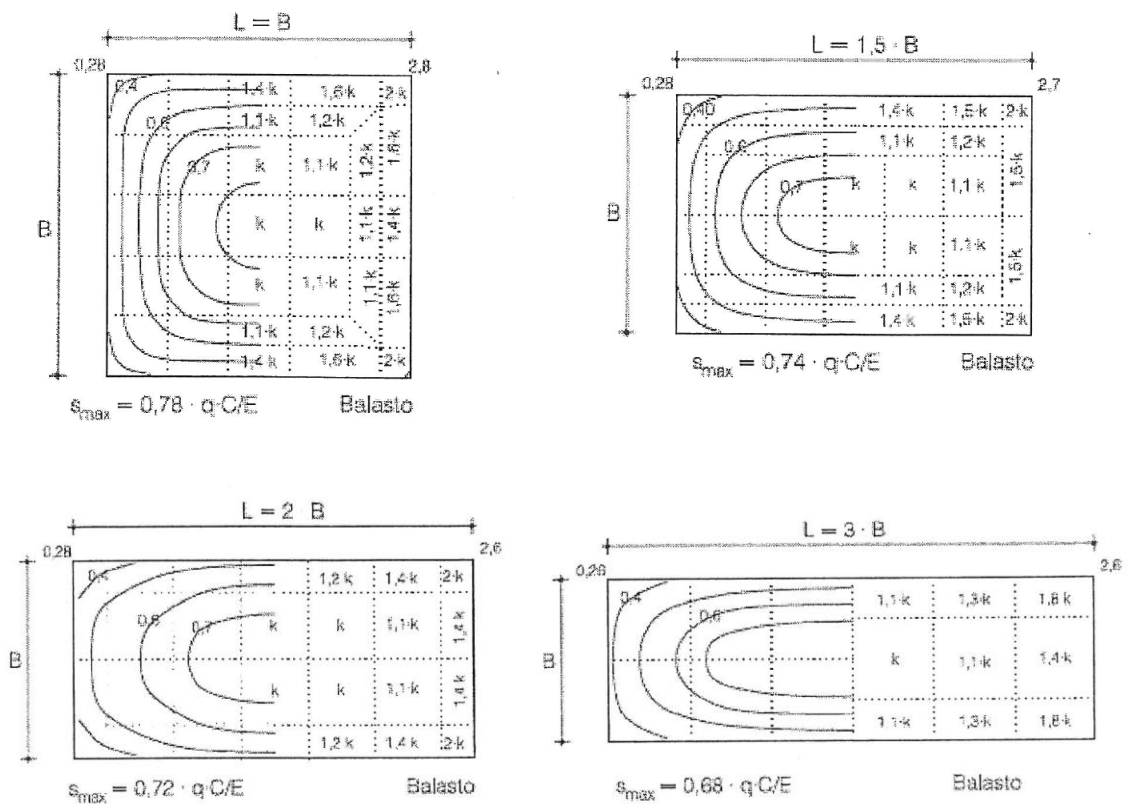 L = B
0,28 2,8
0,4 1,4·k 1,6·k 2·k
0,6 1,1·k 1,2·k
0,7 k 1,1·k 1,2·k 1,6·k
B k k 1,1·k 1,4·k
k 1,1·k 1,1·k 1,6·k
1,1·k 1,2·k
1,4·k 1,6·k 2·k
s_max = 0,78 · q·C/E Balasto
L = 1,5 · B
0,28 2,7
0,40 1,4·k 1,5·k 2·k
0,6 1,1·k 1,2·k
0,7 k k 1,1·k 1,5·k
B
k k 1,1·k 1,5·k
1,1·k 1,2·k
1,4·k 1,5·k 2·k
s_max = 0,74 · q·C/E Balasto
L = 2 · B
0,28 2,6
0,4 1,2·k 1,4·k 2·k
0,6 0,7 k k 1,1·k 1,4·k
B
k k 1,1·k 1,4·k
1,2·k 1,4·k 2·k
s_max = 0,72 · q·C/E Balasto
L = 3 · B
0,26 2,6
0,4 0,6 1,1·k 1,3·k 1,8·k
B k 1,1·k 1,4·k
1,1·k 1,3·k 1,8·k
s_max = 0,68 · q·C/E Balasto